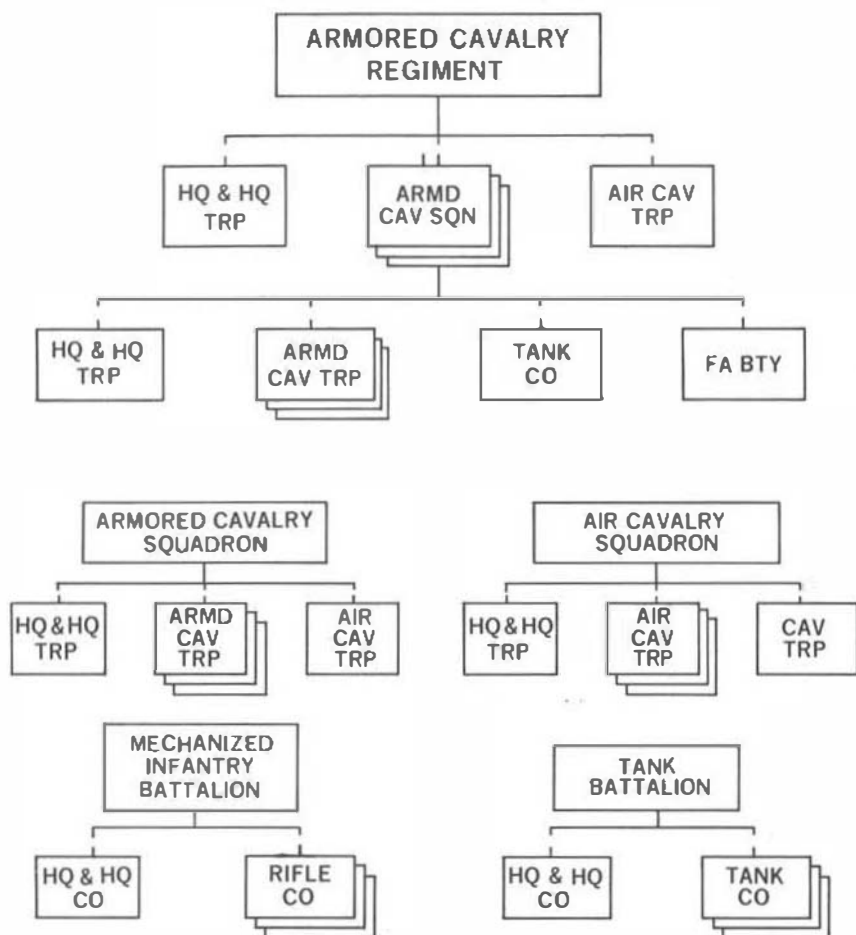 ARMORED CAVALRY
REGIMENT
HQ & HQ
TRP
ARMD
CAV SQN
AIR CAV
TRP
HQ & HQ
TRP
ARMD
CAV TRP
TANK
CO
FA BTY
ARMORED CAVALRY
SQUADRON
HQ & HQ
TRP
ARMD
CAV
TRP
AIR
CAV
TRP
AIR CAVALRY
SQUADRON
HQ & HQ
TRP
AIR
CAV
TRP
CAV
TRP
MECHANIZED
INFANTRY
BATTALION
HQ & HQ
CO
RIFLE
CO
TANK
BATTALION
HQ & HQ
CO
TANK
CO